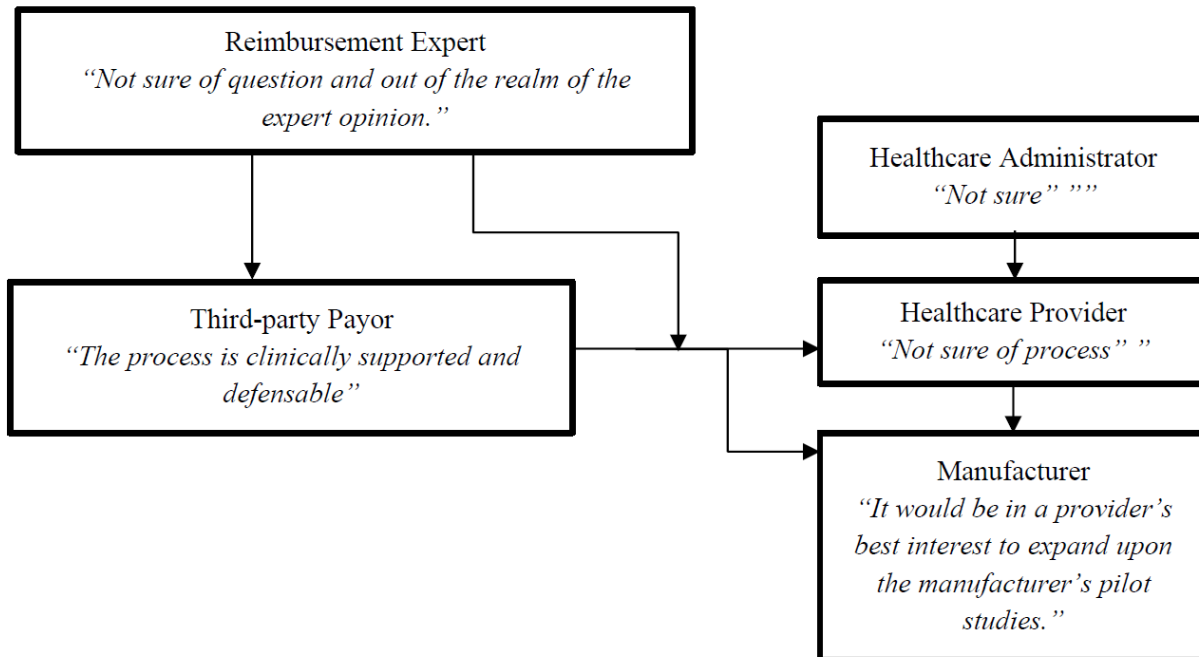 Reimbursement Expert
“Not sure of question and out of the realm of the
expert opinion.”
Healthcare Administrator
“Not sure” ””
Third-party Payor
“The process is clinically supported and
defensable”
Healthcare Provider
“Not sure of process” ”
Manufacturer
“It would be in a provider’s
best interest to expand upon
the manufacturer’s pilot
studies.”